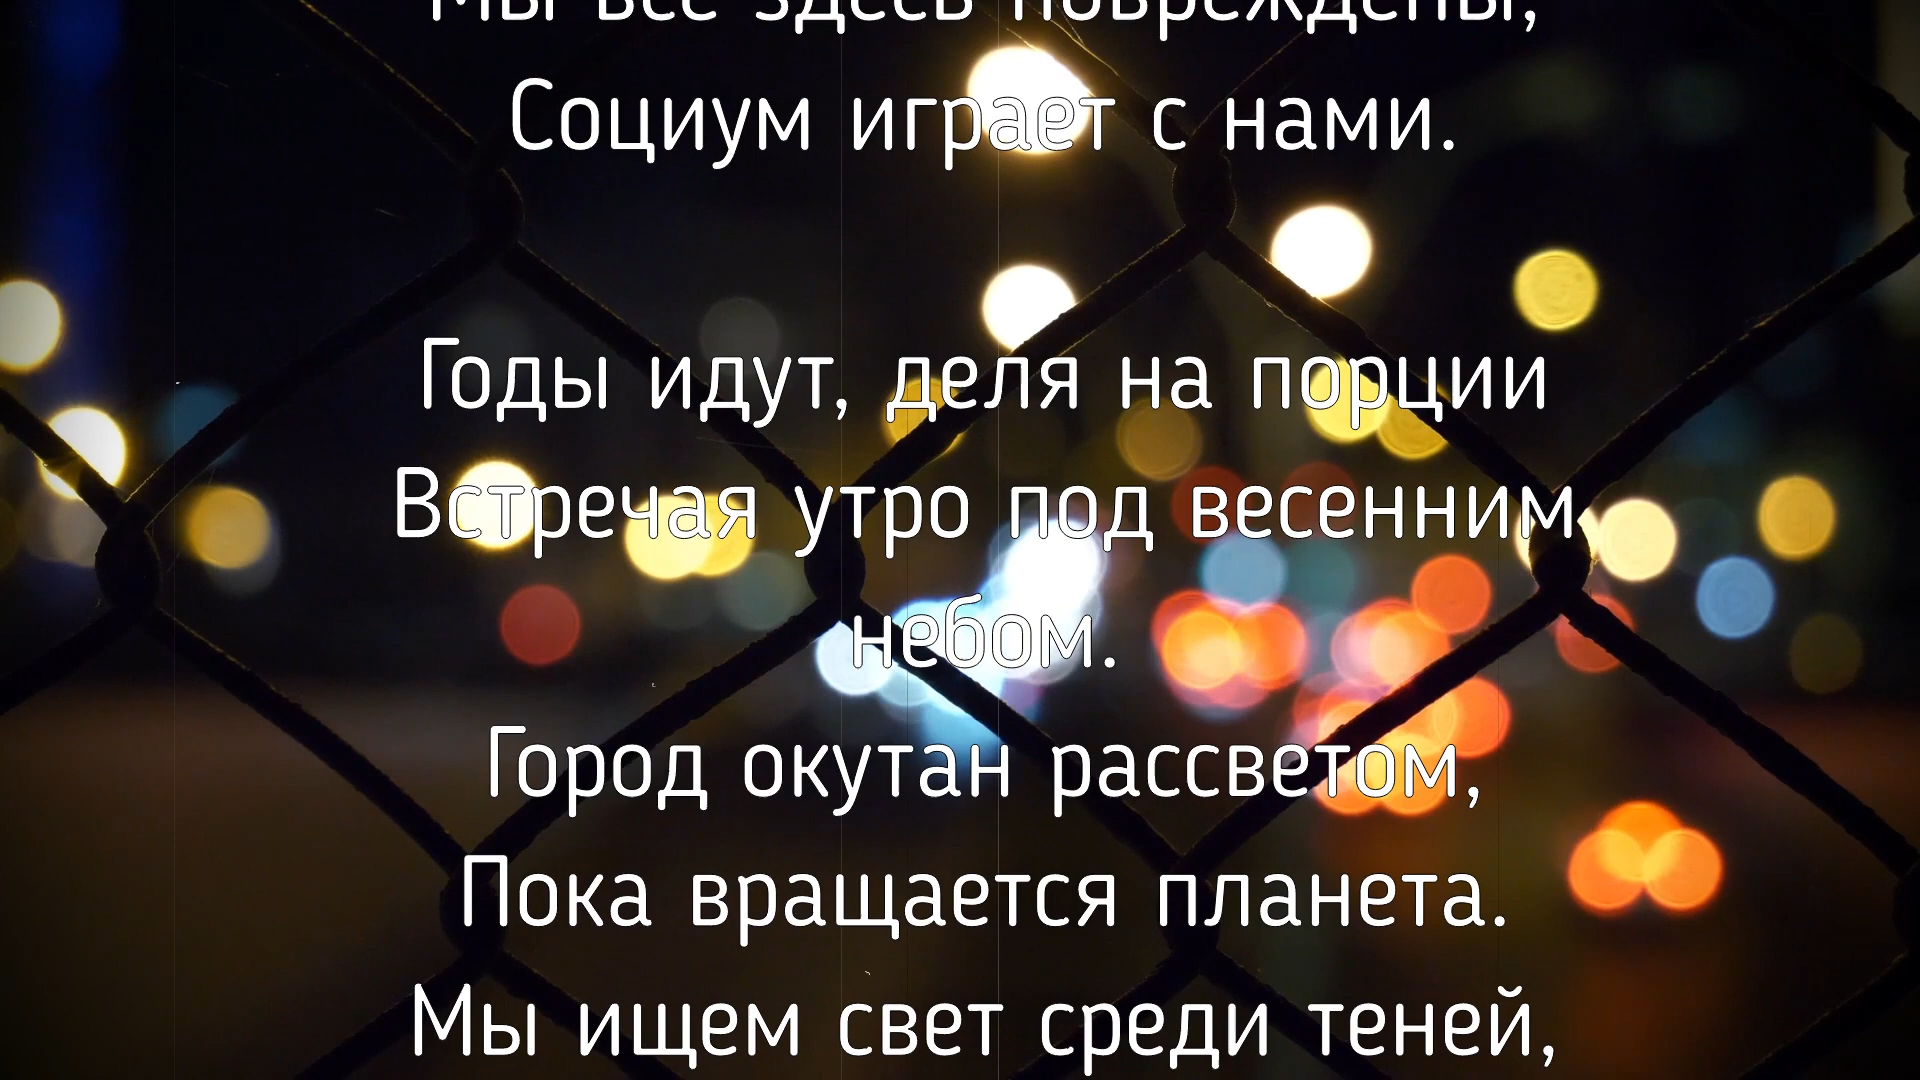 Мы все здесь повреждены,
Социум играет с нами.
Годы идут, деля на порции
Встречая утро под весенним
небом.
Город окутан рассветом,
Пока вращается планета.
Мы ищем свет среди теней,